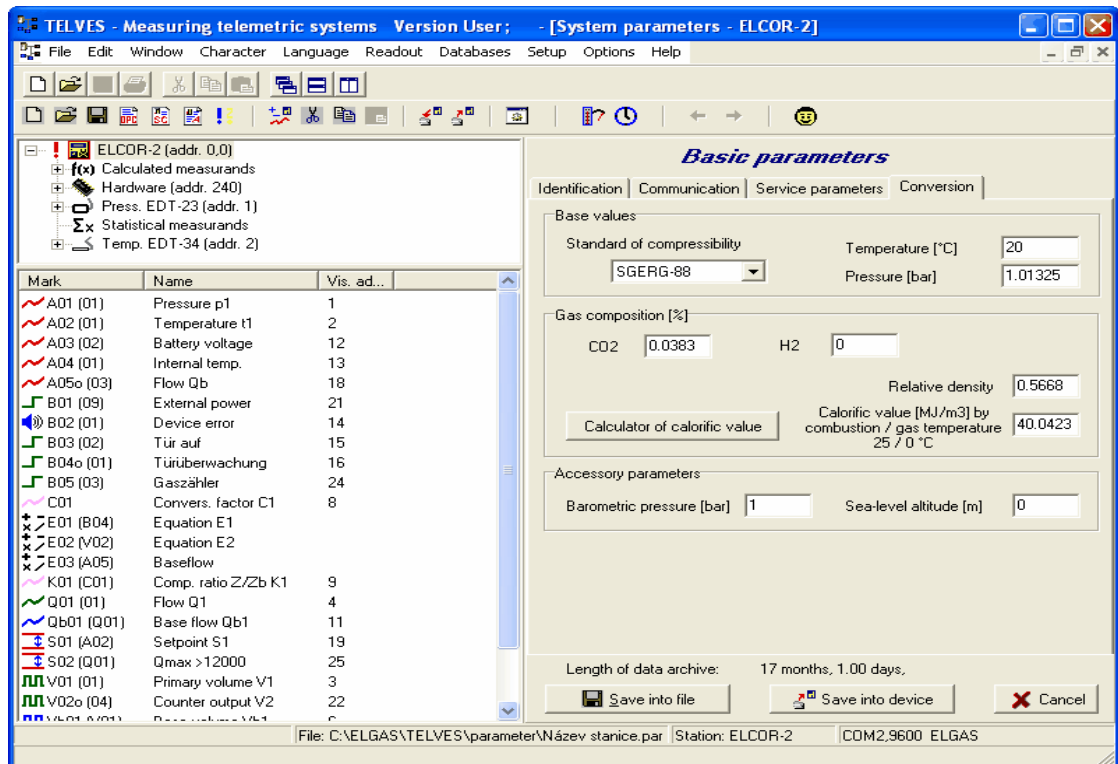 TELVES - Measuring telemetric systems Version User; - [System parameters - ELCOR-2]
File Edit Window Character Language Readout Databases Setup Options Help
ELCOR-2 (addr. 0,0)
f(x) Calculated measurands
Hardware (addr. 240)
Press. EDT-23 (addr. 1)
Σx Statistical measurands
Temp. EDT-34 (addr. 2)
Mark Name Vis. ad...
A01 (01) Pressure p1 1
A02 (01) Temperature t1 2
A03 (02) Battery voltage 12
A04 (01) Internal temp. 13
A05o (03) Flow Qb 18
B01 (09) External power 21
B02 (01) Device error 14
B03 (02) Tür auf 15
B04o (01) Türüberwachung 16
B05 (03) Gaszähler 24
C01 Convers. factor C1 8
E01 (B04) Equation E1
E02 (V02) Equation E2
E03 (A05) Baseflow
K01 (C01) Comp. ratio Z/Zb K1 9
Q01 (01) Flow Q1 4
Qb01 (Q01) Base flow Qb1 11
S01 (A02) Setpoint S1 19
S02 (Q01) Qmax >12000 25
V01 (01) Primary volume V1 3
V02o (04) Counter output V2 22
Basic parameters
Identification Communication Service parameters Conversion
Base values
Standard of compressibility
SGERG-88
Temperature [°C] 20
Pressure [bar] 1.01325
Gas composition [%]
CO2 0.0383 H2 0
Relative density 0.5668
Calculator of calorific value
Calorific value [MJ/m3] by
combustion / gas temperature
25 / 0 °C
40.0423
Accessory parameters
Barometric pressure [bar] 1 Sea-level altitude [m] 0
Length of data archive: 17 months, 1.00 days,
Save into file Save into device Cancel
File: C:\ELGAS\TELVES\parameter\Název stanice.par Station: ELCOR-2 COM2,9600 ELGAS